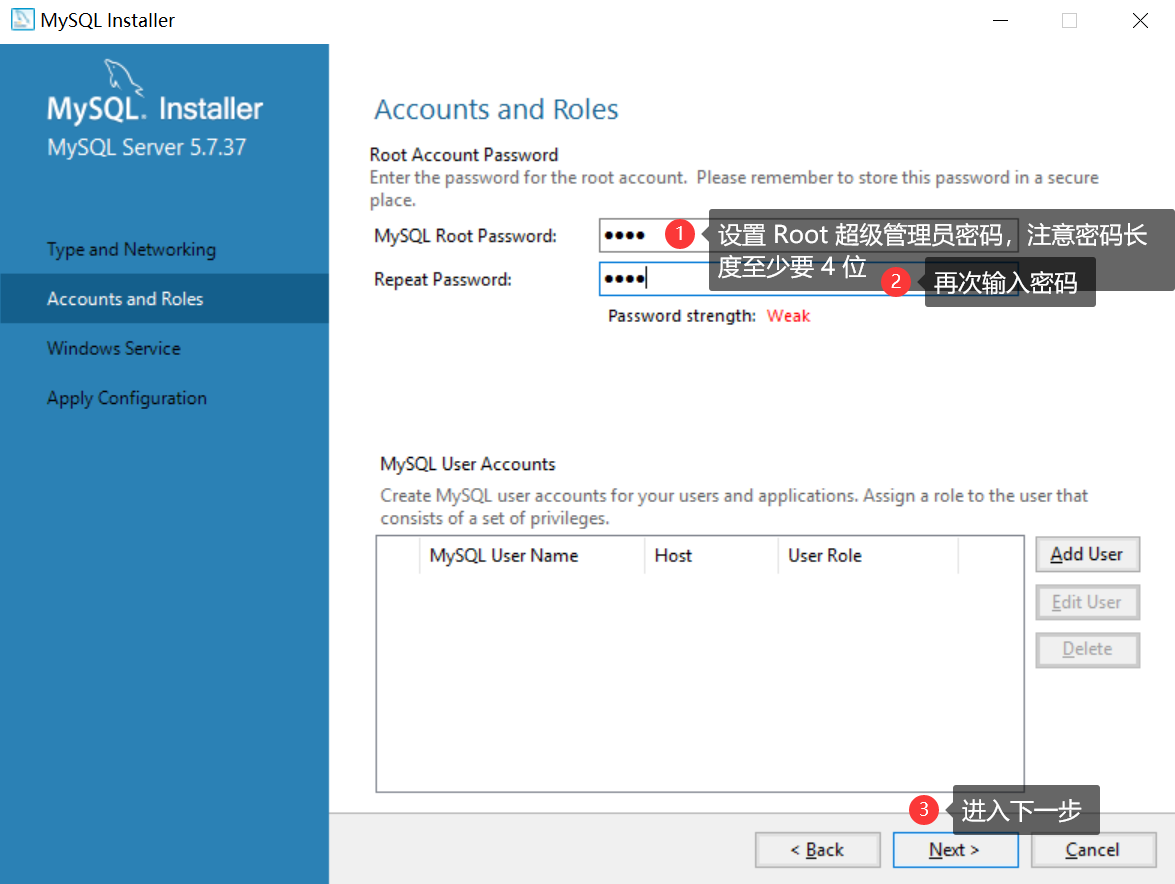 MySQL Installer
MySQL. Installer
MySQL Server 5.7.37
Type and Networking
Accounts and Roles
Windows Service
Apply Configuration
Accounts and Roles
Root Account Password
Enter the password for the root account.  Please remember to store this password in a secure
place.
MySQL Root Password:
1
设置 Root 超级管理员密码，注意密码长
度至少要 4 位
Repeat Password:
2
再次输入密码
Password strength: Weak
MySQL User Accounts
Create MySQL user accounts for your users and applications. Assign a role to the user that
consists of a set of privileges.
MySQL User Name Host User Role
Add User
Edit User
Delete
3
进入下一步
< Back Next > Cancel